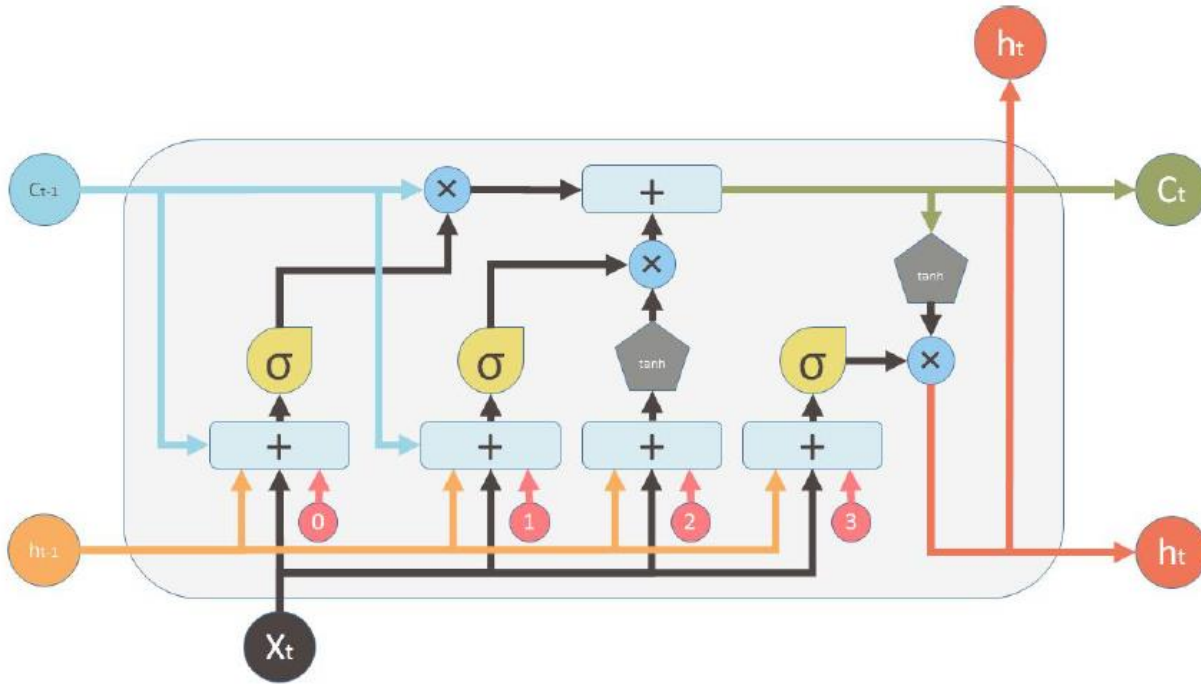 ht
Ct-1
×
+
Ct
×
tanh
σ
σ
tanh
σ
×
+
+
+
+
0
1
2
3
ht-1
ht
Xt